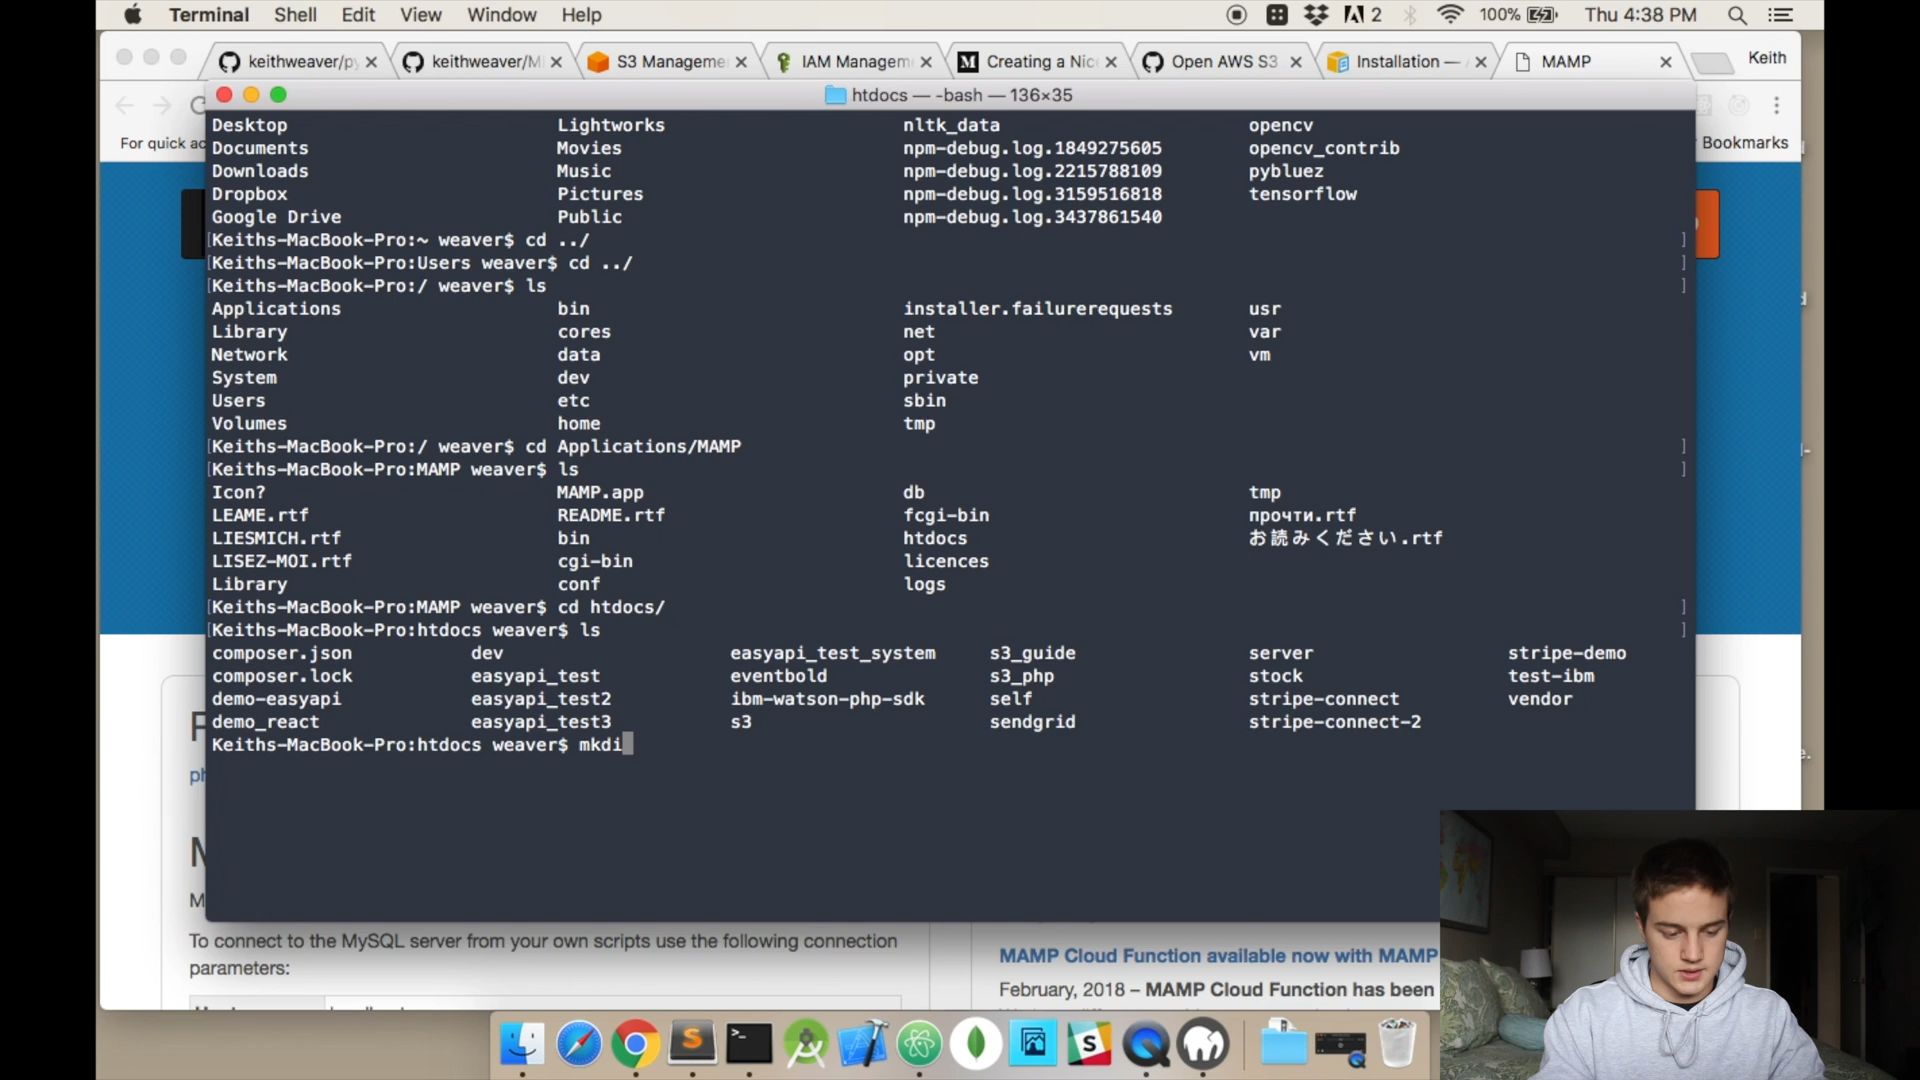 Terminal Shell Edit View Window Help 2 100% Thu 4:38 PM
keithweaver/py keithweaver/M S3 Manageme IAM Managem Creating a Nic Open AWS S3 Installation — MAMP Keith
htdocs — -bash — 136×35
For quick ac Bookmarks
Desktop Lightworks nltk_data opencv
Documents Movies npm-debug.log.1849275605 opencv_contrib
Downloads Music npm-debug.log.2215788109 pybluez
Dropbox Pictures npm-debug.log.3159516818 tensorflow
Google Drive Public npm-debug.log.3437861540
[Keiths-MacBook-Pro:~ weaver$ cd ../ ]
[Keiths-MacBook-Pro:Users weaver$ cd ../ ]
[Keiths-MacBook-Pro:/ weaver$ ls ]
Applications bin installer.failurerequests usr
Library cores net var
Network data opt vm
System dev private
Users etc sbin
Volumes home tmp
[Keiths-MacBook-Pro:/ weaver$ cd Applications/MAMP ]
[Keiths-MacBook-Pro:MAMP weaver$ ls ]
Icon? MAMP.app db tmp
LEAME.rtf README.rtf fcgi-bin прочти.rtf
LIESMICH.rtf bin htdocs お読みください.rtf
LISEZ-MOI.rtf cgi-bin licences
Library conf logs
[Keiths-MacBook-Pro:MAMP weaver$ cd htdocs/ ]
[Keiths-MacBook-Pro:htdocs weaver$ ls ]
composer.json dev easyapi_test_system s3_guide server stripe-demo
composer.lock easyapi_test eventbold s3_php stock test-ibm
demo-easyapi easyapi_test2 ibm-watson-php-sdk self stripe-connect vendor
demo_react easyapi_test3 s3 sendgrid stripe-connect-2
Keiths-MacBook-Pro:htdocs weaver$ mkdi
ph
M
M
To connect to the MySQL server from your own scripts use the following connection
parameters:
MAMP Cloud Function available now with MAMP
February, 2018 – MAMP Cloud Function has been